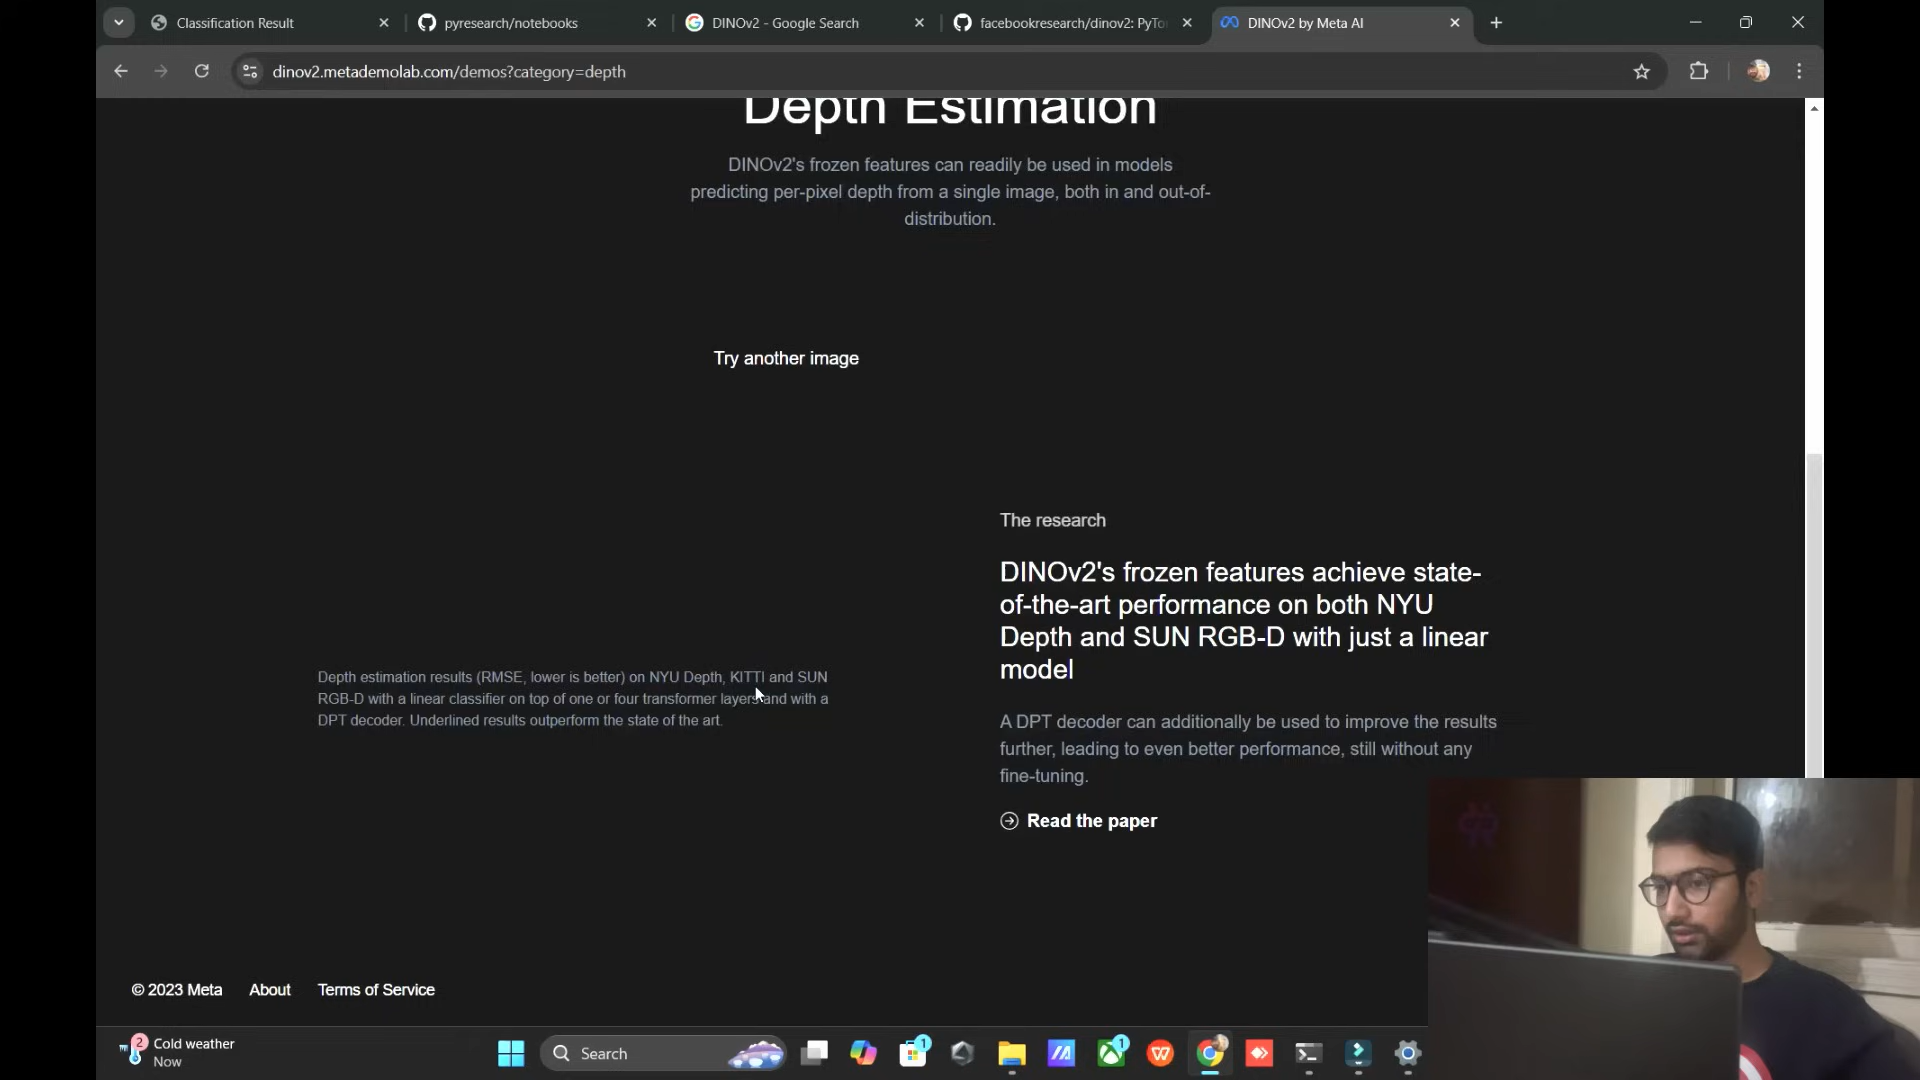 Classification Result
pyresearch/notebooks
DINOv2 - Google Search
facebookresearch/dinov2: PyTo
DINOv2 by Meta AI
dinov2.metademolab.com/demos?category=depth
Depth Estimation
DINOv2's frozen features can readily be used in models
predicting per-pixel depth from a single image, both in and out-of-
distribution.
Try another image
Depth estimation results (RMSE, lower is better) on NYU Depth, KITTI and SUN
RGB-D with a linear classifier on top of one or four transformer layers and with a
DPT decoder. Underlined results outperform the state of the art.
The research
DINOv2's frozen features achieve state-
of-the-art performance on both NYU
Depth and SUN RGB-D with just a linear
model
A DPT decoder can additionally be used to improve the results
further, leading to even better performance, still without any
fine-tuning.
Read the paper
© 2023 Meta
About
Terms of Service
2
Cold weather
Now
Search
1
1